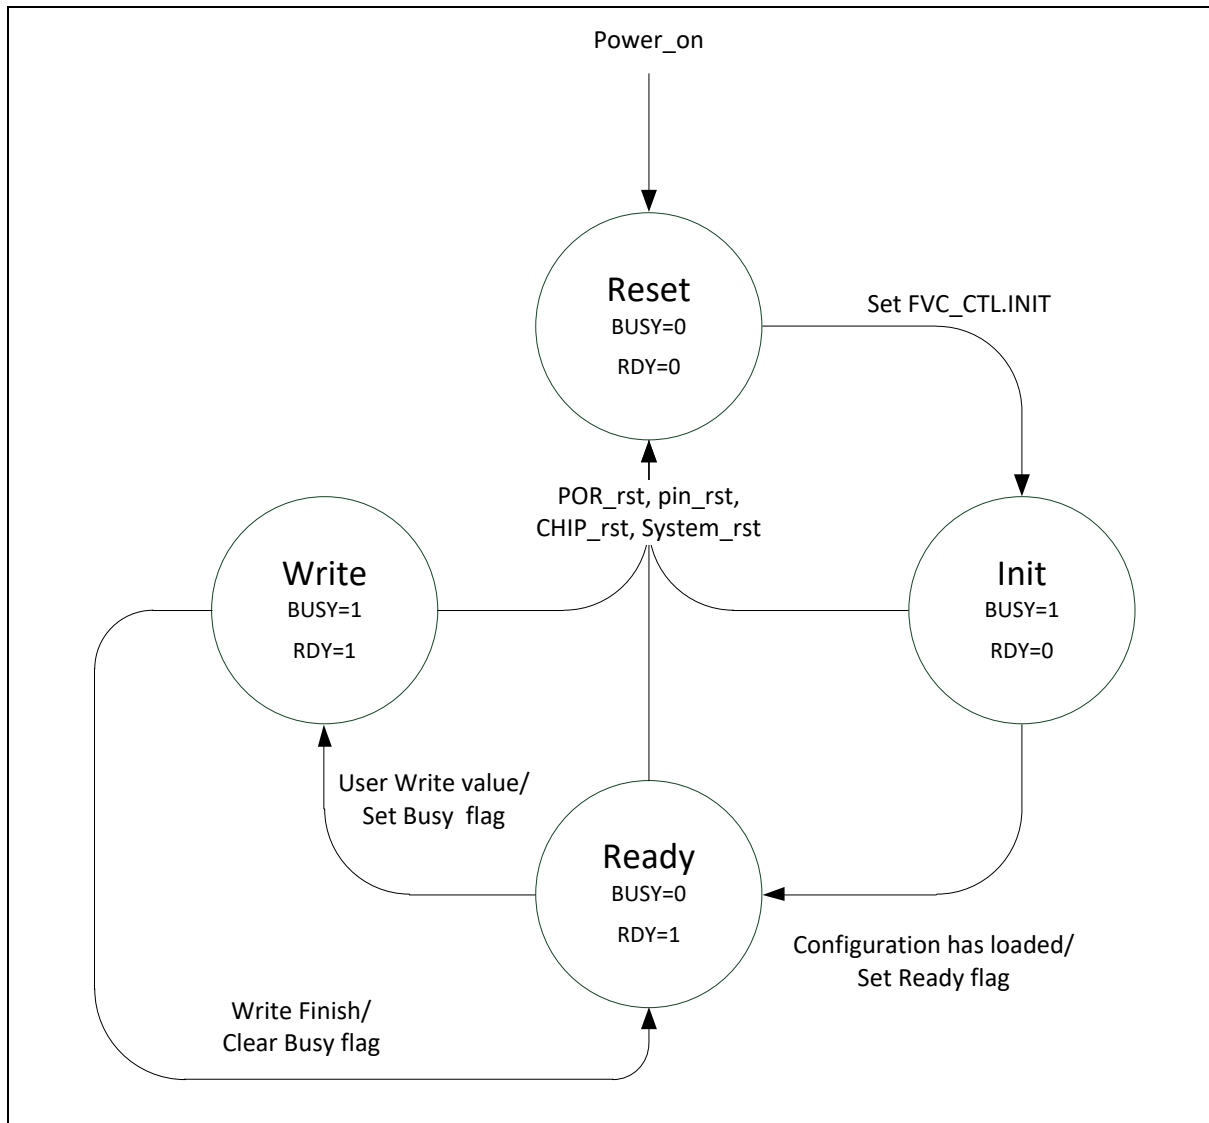 Power_on
Reset
BUSY=0
RDY=0
Set FVC_CTL.INIT
POR_rst, pin_rst,
CHIP_rst, System_rst
Write
BUSY=1
RDY=1
Init
BUSY=1
RDY=0
User Write value/
Set Busy flag
Ready
BUSY=0
RDY=1
Configuration has loaded/
Set Ready flag
Write Finish/
Clear Busy flag